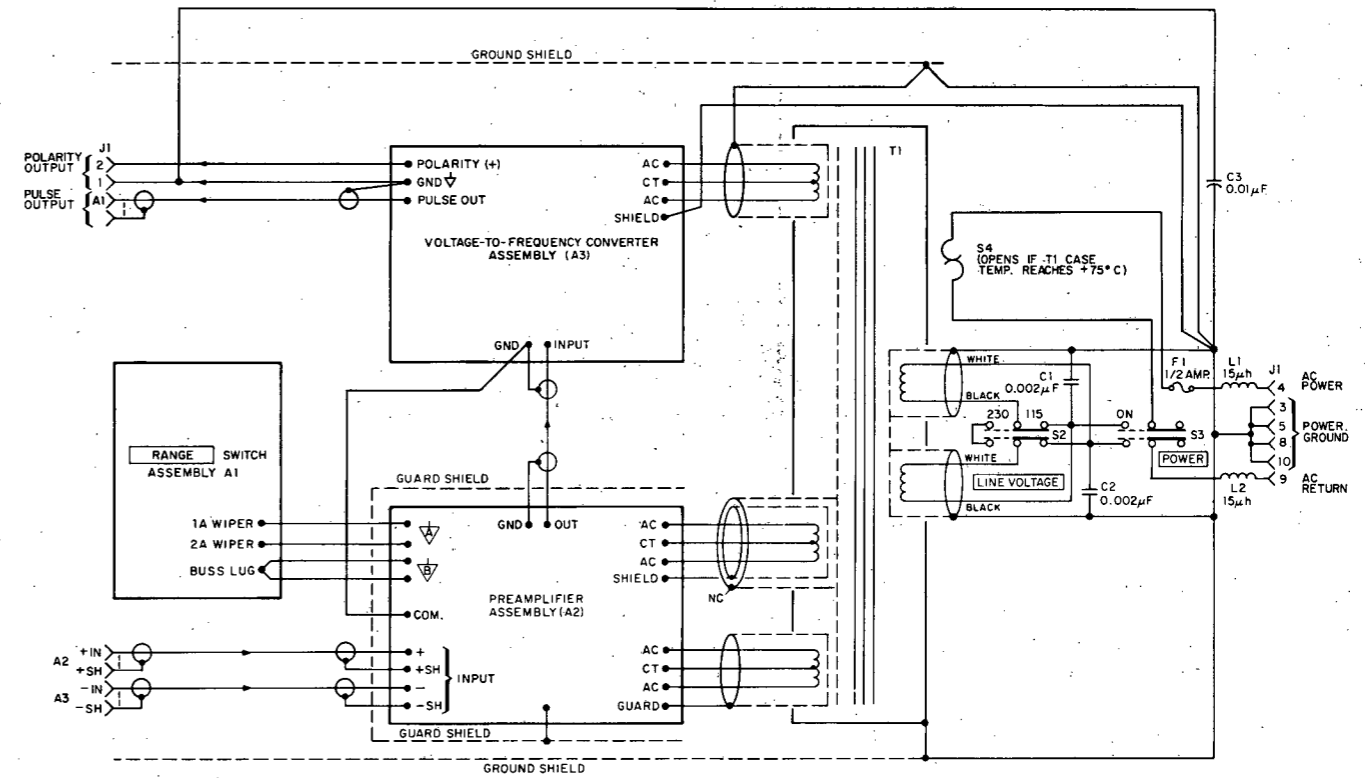 GROUND SHIELD
J1
POLARITY
OUTPUT
2
1
PULSE
OUTPUT
A1
POLARITY (+)
GND
PULSE OUT
AC
CT
AC
SHIELD
VOLTAGE-TO-FREQUENCY CONVERTER
ASSEMBLY (A3)
GND
INPUT
T1
C3
0.01μF
S4
(OPENS IF T1 CASE
TEMP. REACHES +75°C)
WHITE
BLACK
C1
0.002μF
230
115
S2
WHITE
LINE VOLTAGE
BLACK
C2
0.002μF
ON
S3
POWER
F1
1/2 AMP.
L1
15μh
J1
4
AC
POWER
3
5
8
10
POWER.
GROUND
9
AC
RETURN
L2
15μh
RANGE SWITCH
ASSEMBLY A1
1A WIPER
2A WIPER
BUSS LUG
GUARD SHIELD
A
B
COM.
GND
OUT
PREAMPLIFIER
ASSEMBLY (A2)
AC
CT
AC
SHIELD
NC
AC
CT
AC
GUARD
A2
+IN
+SH
A3
-IN
-SH
+
+SH
-
-SH
INPUT
GUARD SHIELD
GROUND SHIELD